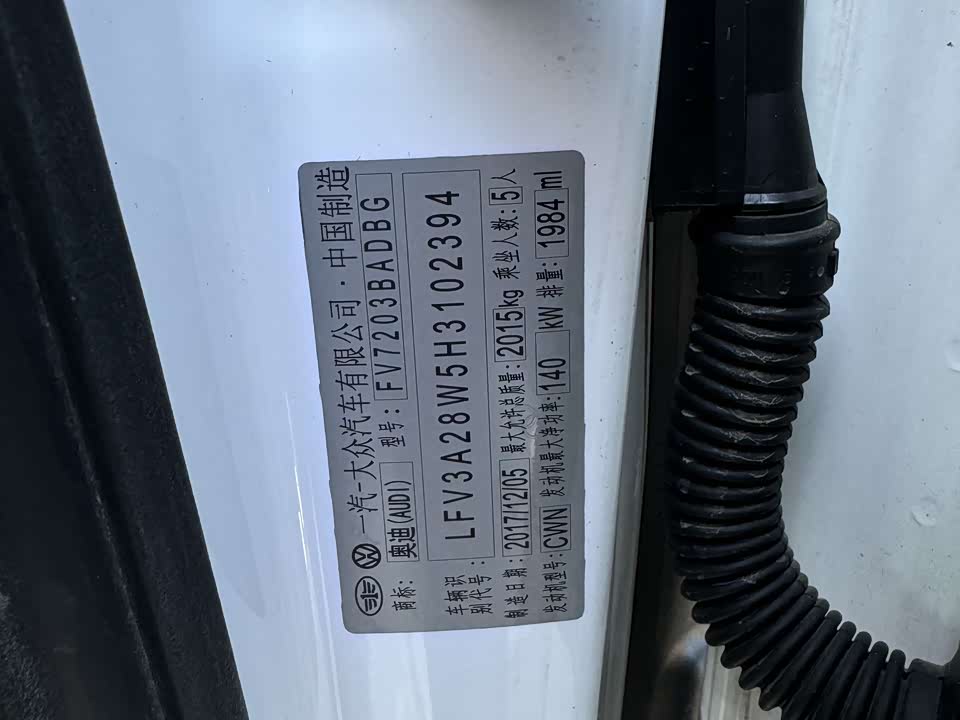 一汽-大众汽车有限公司·中国制造
商标: 奥迪(AUDI) 型号: FV7203BADBG
车辆识别代号: LFV3A28W5H3102394
制造日期: 2017/12/05 最大允许总质量: 2015kg 乘坐人数: 5人
发动机型号: CWN 发动机最大净功率: 140 kW 排量: 1984 ml